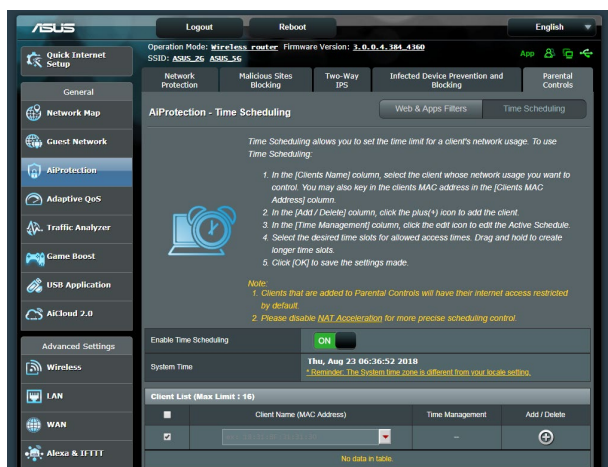 ASUS
Logout
Reboot
English
Quick Internet
Setup
Operation Mode: Wireless router Firmware Version: 3.0.0.4.384_4360
SSID: ASUS_2G ASUS_5G
App
General
Network Map
Guest Network
AiProtection
Adaptive QoS
Traffic Analyzer
Game Boost
USB Application
AiCloud 2.0
Advanced Settings
Wireless
LAN
WAN
Alexa & IFTTT
Network
Protection
Malicious Sites
Blocking
Two-Way
IPS
Infected Device Prevention and
Blocking
Parental
Controls
AiProtection - Time Scheduling
Web & Apps Filters
Time Scheduling
Time Scheduling allows you to set the time limit for a client's network usage. To use
Time Scheduling:
1. In the [Clients Name] column, select the client whose network usage you want to
control. You may also key in the clients MAC address in the [Clients MAC
Address] column.
2. In the [Add / Delete] column, click the plus(+) icon to add the client.
3. In the [Time Management] column, click the edit icon to edit the Active Schedule.
4. Select the desired time slots for allowed access times. Drag and hold to create
longer time slots.
5. Click [OK] to save the settings made.
Note:
1. Clients that are added to Parental Controls will have their internet access restricted
by default.
2. Please disable NAT Acceleration for more precise scheduling control.
Enable Time Scheduling
ON
System Time
Thu, Aug 23 06:36:52 2018
* Reminder: The System time zone is different from your locale setting.
Client List (Max Limit : 16)
Client Name (MAC Address)
Time Management
Add / Delete
--
No data in table.